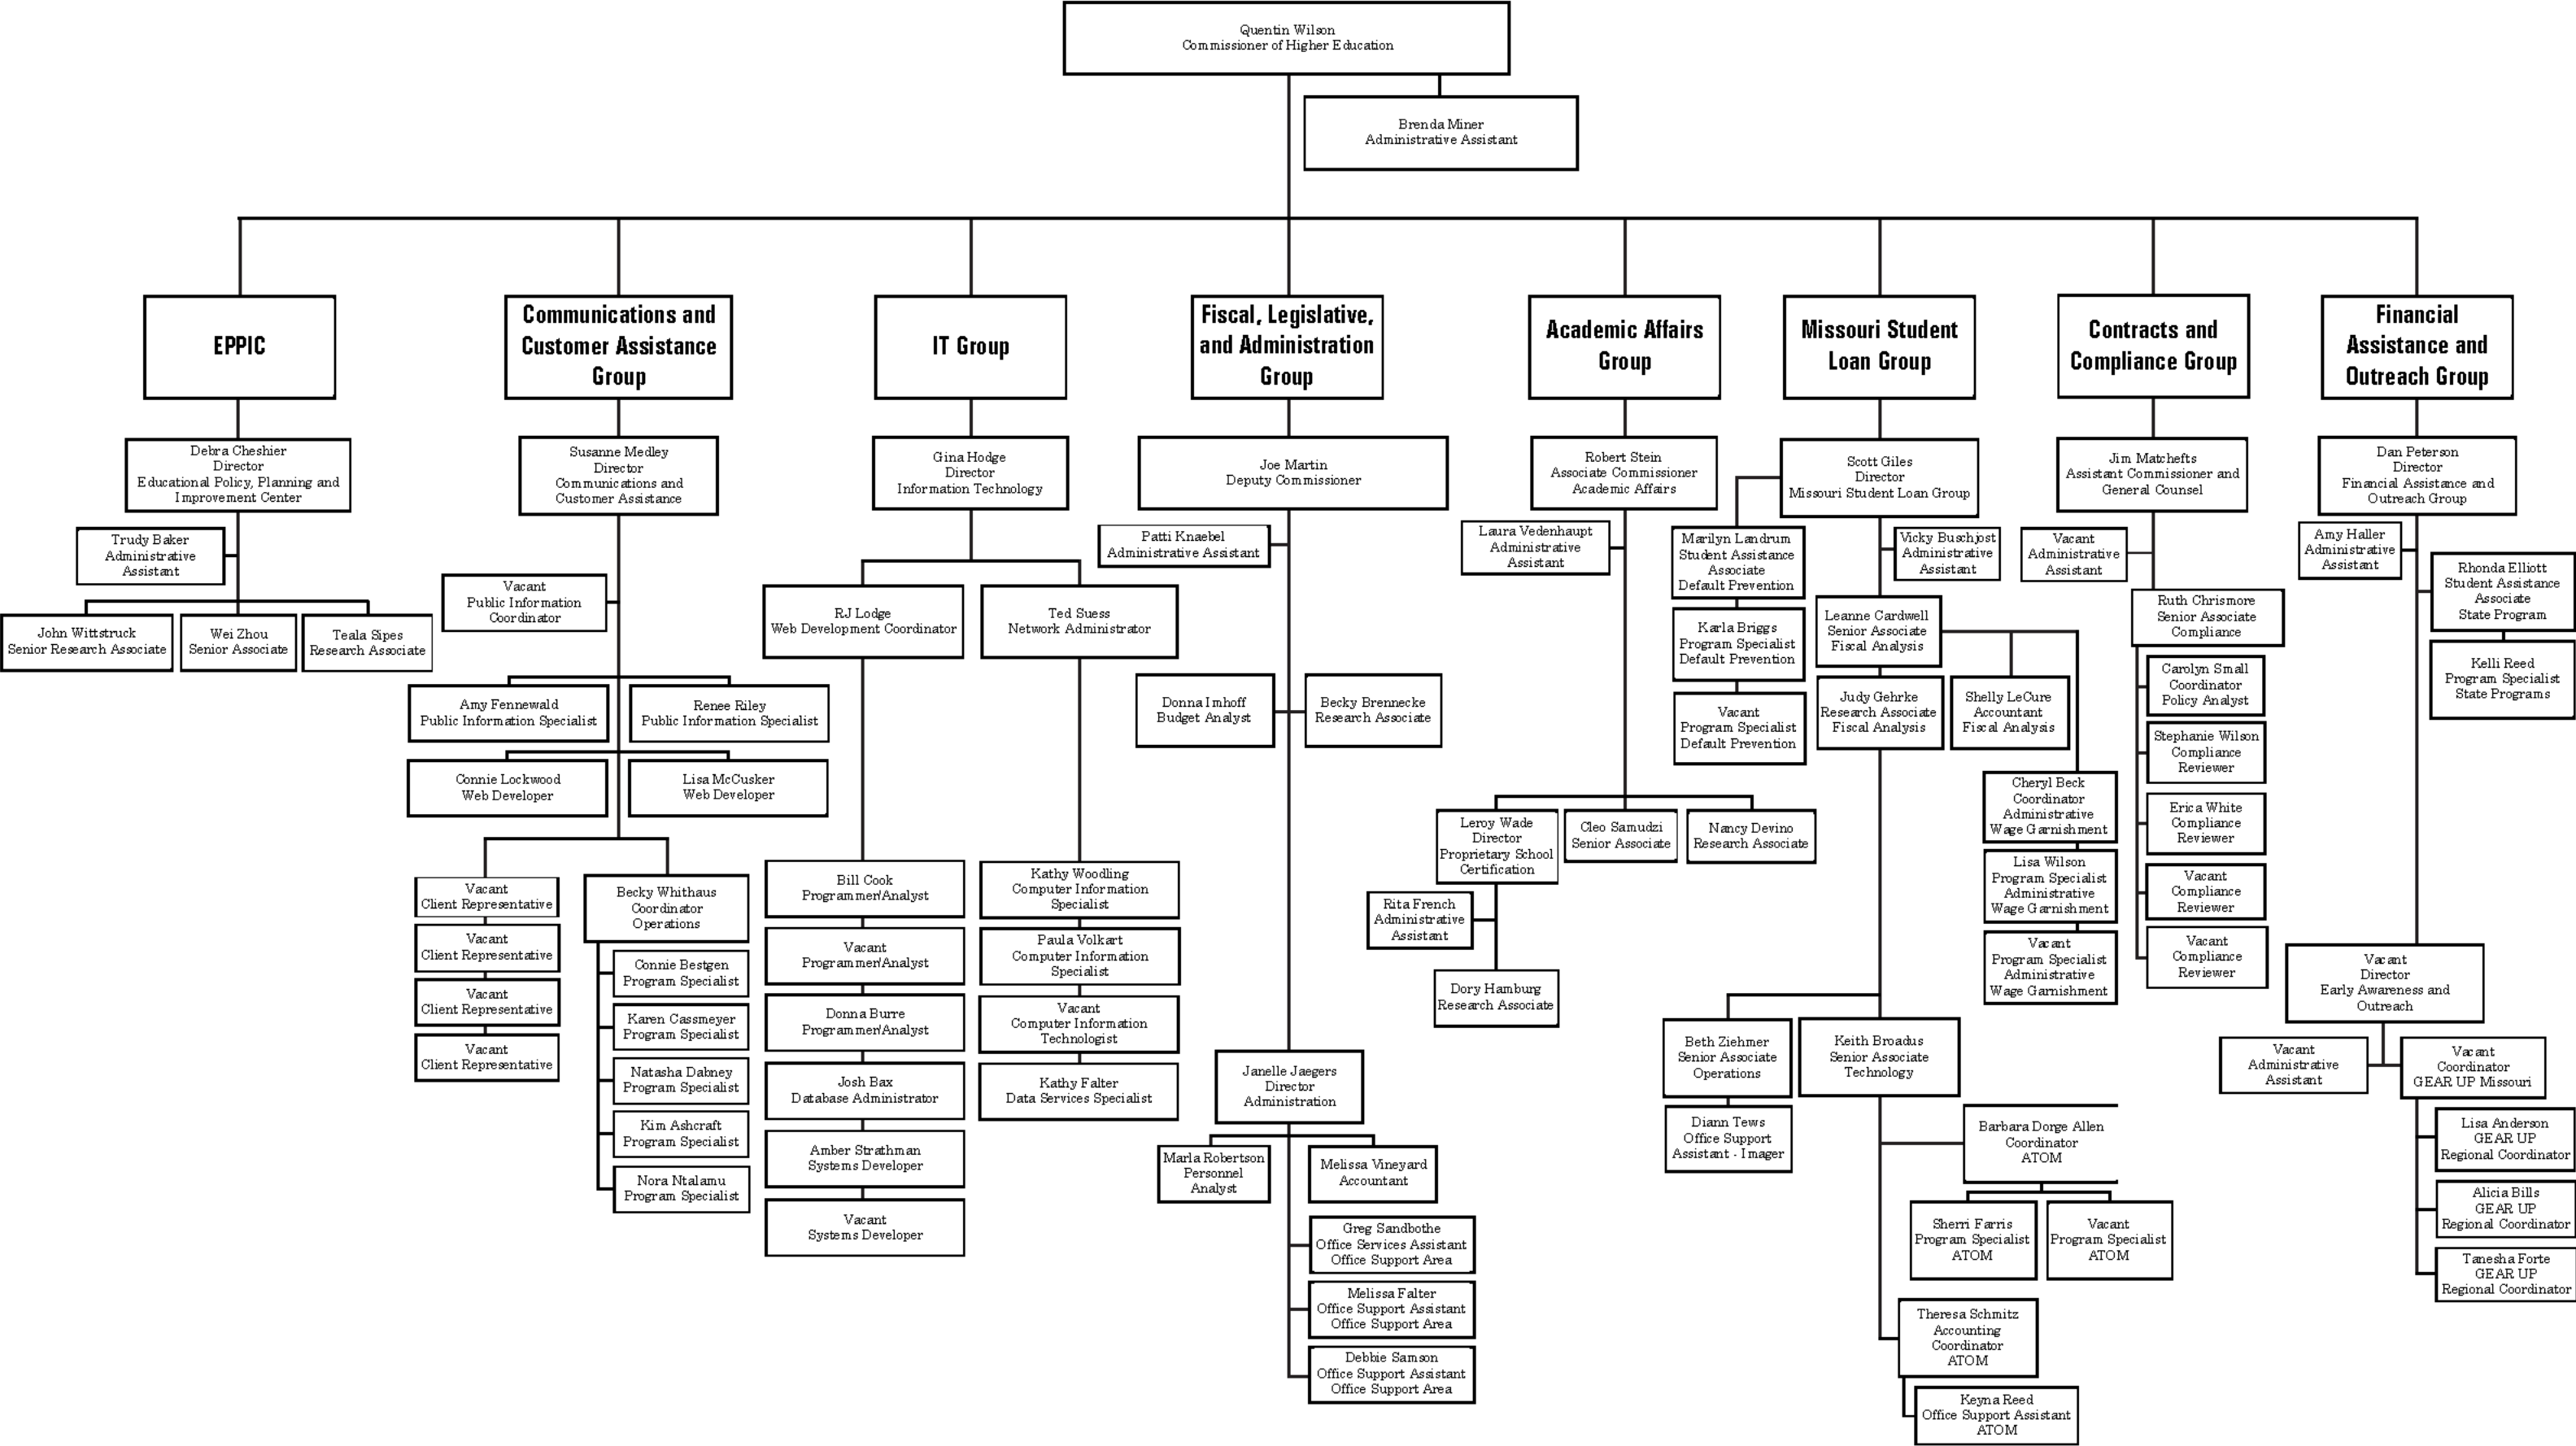 Quentin Wilson
Commissioner of Higher Education
Brenda Miner
Administrative Assistant
EPPIC
Debra Cheshier
Director
Educational Policy, Planning and
Improvement Center
Trudy Baker
Administrative
Assistant
John Wittstruck
Senior Research Associate
Wei Zhou
Senior Associate
Teala Sipes
Research Associate
Communications and
Customer Assistance
Group
Susanne Medley
Director
Communications and
Customer Assistance
Vacant
Public Information
Coordinator
Amy Fennewald
Public Information Specialist
Renee Riley
Public Information Specialist
Connie Lockwood
Web Developer
Lisa McCusker
Web Developer
Vacant
Client Representative
Vacant
Client Representative
Vacant
Client Representative
Vacant
Client Representative
Becky Whithaus
Coordinator
Operations
Connie Bestgen
Program Specialist
Karen Cassmeyer
Program Specialist
Natasha Dabney
Program Specialist
Kim Ashcraft
Program Specialist
Nora Ntalamu
Program Specialist
IT Group
Gina Hodge
Director
Information Technology
RJ Lodge
Web Development Coordinator
Bill Cook
Programmer/Analyst
Vacant
Programmer/Analyst
Donna Burre
Programmer/Analyst
Josh Bax
Database Administrator
Amber Strathman
Systems Developer
Vacant
Systems Developer
Ted Suess
Network Administrator
Kathy Woodling
Computer Information
Specialist
Paula Volkart
Computer Information
Specialist
Vacant
Computer Information
Technologist
Kathy Falter
Data Services Specialist
Fiscal, Legislative,
and Administration
Group
Joe Martin
Deputy Commissioner
Patti Knaebel
Administrative Assistant
Donna Imhoff
Budget Analyst
Becky Brennecke
Research Associate
Janelle Jaegers
Director
Administration
Marla Robertson
Personnel
Analyst
Melissa Vineyard
Accountant
Greg Sandbothe
Office Services Assistant
Office Support Area
Melissa Falter
Office Support Assistant
Office Support Area
Debbie Samson
Office Support Assistant
Office Support Area
Academic Affairs
Group
Robert Stein
Associate Commissioner
Academic Affairs
Laura Vedenhaupt
Administrative
Assistant
Leroy Wade
Director
Proprietary School
Certification
Cleo Samudzi
Senior Associate
Nancy Devino
Research Associate
Rita French
Administrative
Assistant
Dory Hamburg
Research Associate
Missouri Student
Loan Group
Scott Giles
Director
Missouri Student Loan Group
Marilyn Landrum
Student Assistance
Associate
Default Prevention
Karla Briggs
Program Specialist
Default Prevention
Vacant
Program Specialist
Default Prevention
Vicky Buschjost
Administrative
Assistant
Leanne Cardwell
Senior Associate
Fiscal Analysis
Judy Gehrke
Research Associate
Fiscal Analysis
Shelly LeCure
Accountant
Fiscal Analysis
Cheryl Beck
Coordinator
Administrative
Wage Garnishment
Lisa Wilson
Program Specialist
Administrative
Wage Garnishment
Vacant
Program Specialist
Administrative
Wage Garnishment
Beth Ziehmer
Senior Associate
Operations
Diann Tews
Office Support
Assistant - Imager
Keith Broadus
Senior Associate
Technology
Barbara Dorge Allen
Coordinator
ATOM
Sherri Farris
Program Specialist
ATOM
Vacant
Program Specialist
ATOM
Theresa Schmitz
Accounting
Coordinator
ATOM
Keyna Reed
Office Support Assistant
ATOM
Contracts and
Compliance Group
Jim Matchefts
Assistant Commissioner and
General Counsel
Vacant
Administrative
Assistant
Ruth Chrismore
Senior Associate
Compliance
Carolyn Small
Coordinator
Policy Analyst
Stephanie Wilson
Compliance
Reviewer
Erica White
Compliance
Reviewer
Vacant
Compliance
Reviewer
Vacant
Compliance
Reviewer
Financial
Assistance and
Outreach Group
Dan Peterson
Director
Financial Assistance and
Outreach Group
Amy Haller
Administrative
Assistant
Rhonda Elliott
Student Assistance
Associate
State Program
Kelli Reed
Program Specialist
State Programs
Vacant
Director
Early Awareness and
Outreach
Vacant
Administrative
Assistant
Vacant
Coordinator
GEAR UP Missouri
Lisa Anderson
GEAR UP
Regional Coordinator
Alicia Bills
GEAR UP
Regional Coordinator
Tanesha Forte
GEAR UP
Regional Coordinator